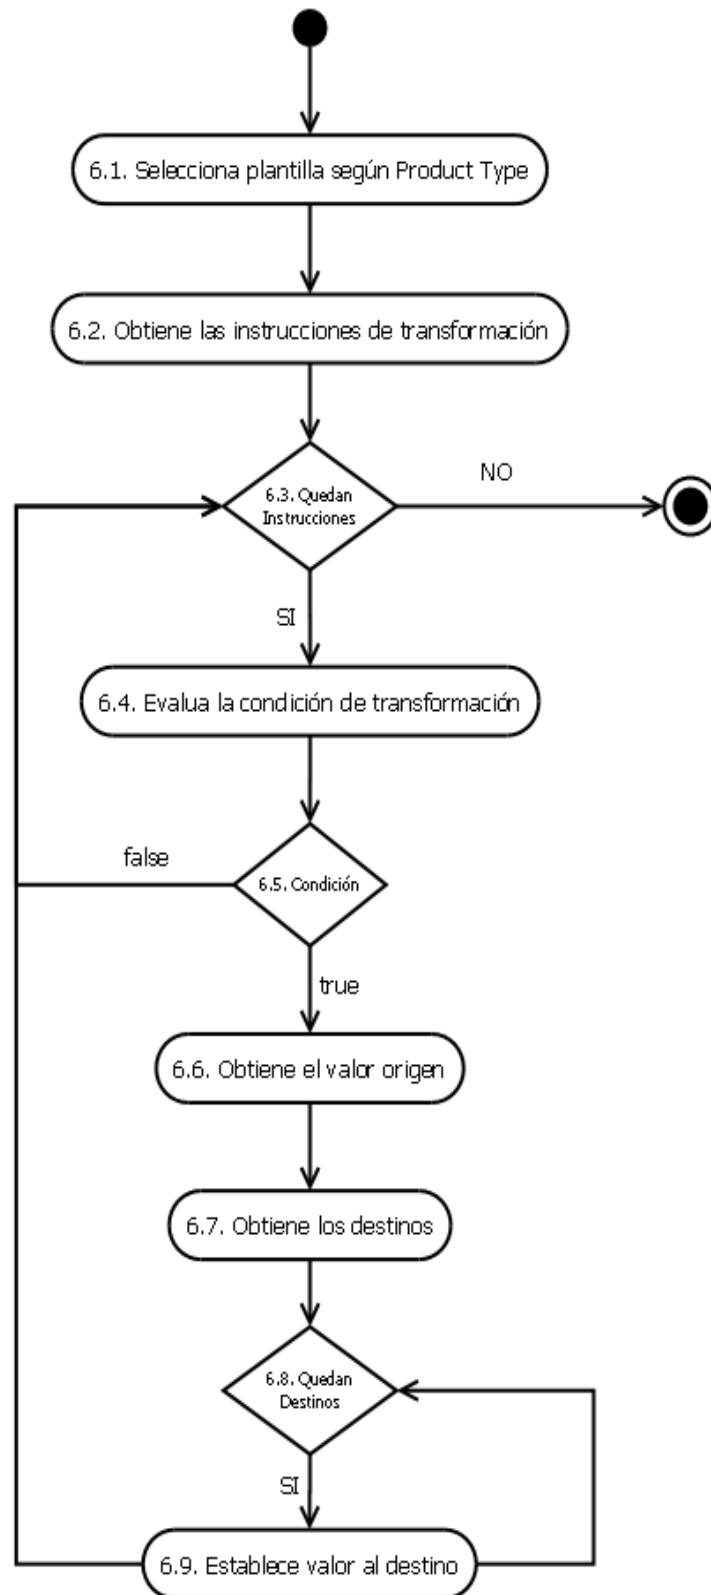 6.1. Selecciona plantilla según Product Type
6.2. Obtiene las instrucciones de transformación
6.3. Quedan
Instrucciones
NO
SI
6.4. Evalua la condición de transformación
false
6.5. Condición
true
6.6. Obtiene el valor origen
6.7. Obtiene los destinos
6.8. Quedan
Destinos
SI
6.9. Establece valor al destino